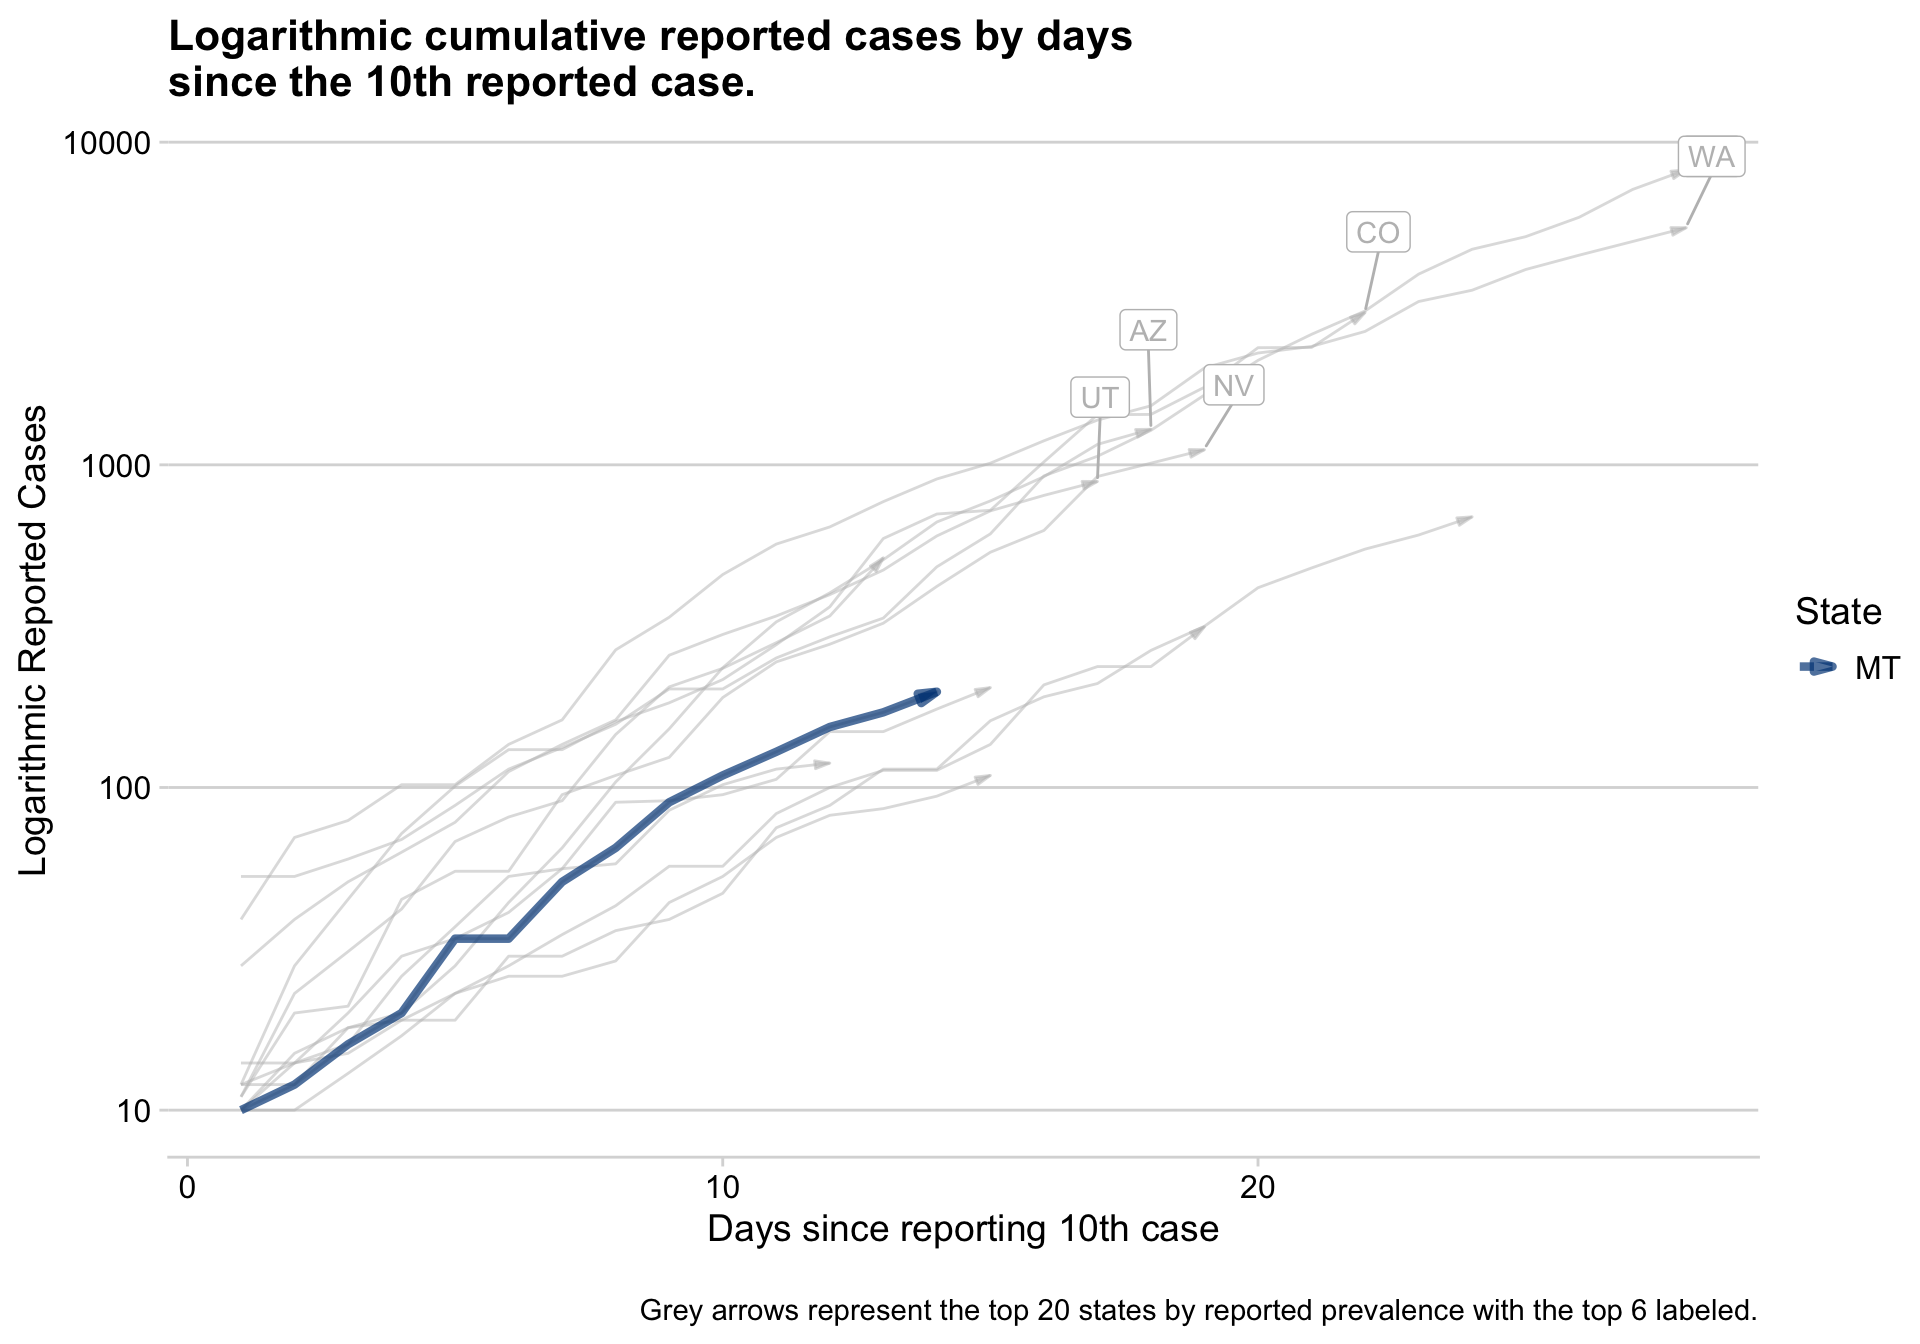 Logarithmic cumulative reported cases by days
since the 10th reported case.
10000
WA
CO
AZ
NV
UT
1000
100
10
Logarithmic Reported Cases
State
MT
0
10
20
Days since reporting 10th case
Grey arrows represent the top 20 states by reported prevalence with the top 6 labeled.